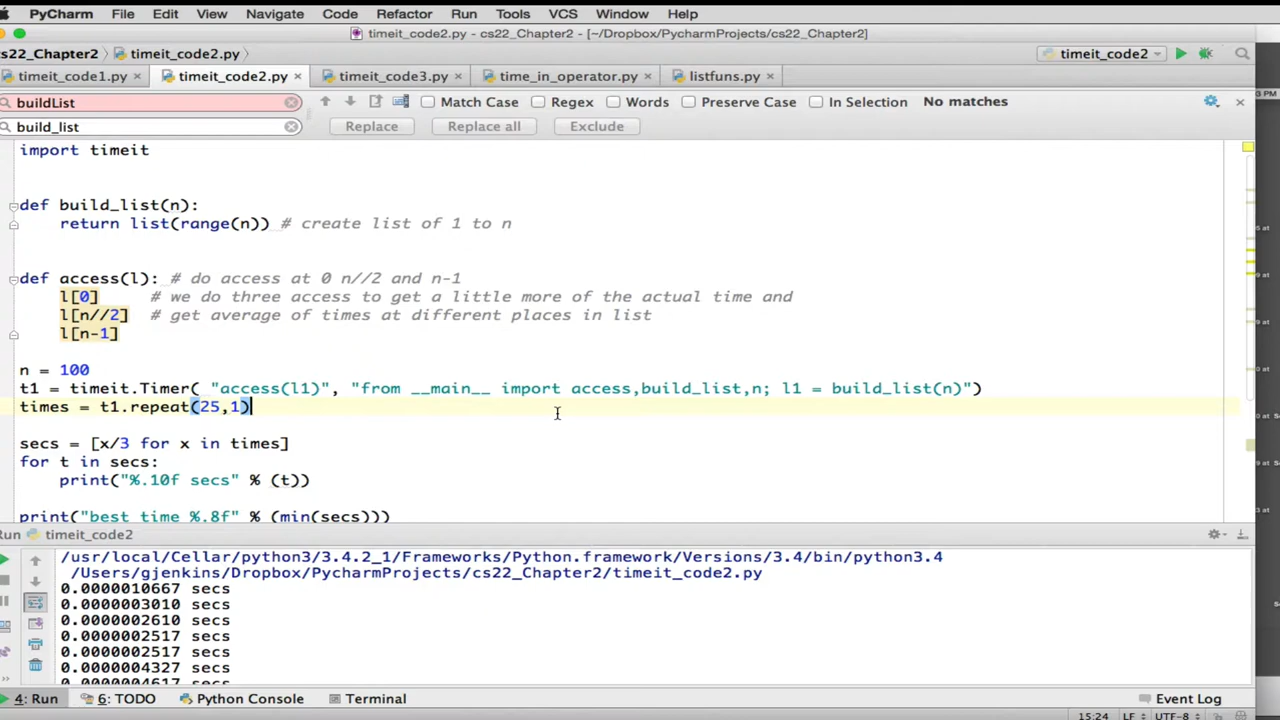 PyCharm File Edit View Navigate Code Refactor Run Tools VCS Window Help
timeit_code2.py - cs22_Chapter2 - [~/Dropbox/PycharmProjects/cs22_Chapter2]
cs22_Chapter2 timeit_code2.py timeit_code2
timeit_code1.py timeit_code2.py timeit_code3.py time_in_operator.py listfuns.py
buildList Match Case Regex Words Preserve Case In Selection No matches
build_list Replace Replace all Exclude
import timeit
def build_list(n):
return list(range(n)) # create list of 1 to n
def access(l): # do access at 0 n//2 and n-1
l[0] # we do three access to get a little more of the actual time and
l[n//2] # get average of times at different places in list
l[n-1]
n = 100
t1 = timeit.Timer( "access(l1)", "from __main__ import access,build_list,n; l1 = build_list(n)")
times = t1.repeat(25,1)
secs = [x/3 for x in times]
for t in secs:
print("%.10f secs" % (t))
print("best time %.8f" % (min(secs)))
Run timeit_code2
/usr/local/Cellar/python3/3.4.2_1/Frameworks/Python.framework/Versions/3.4/bin/python3.4
/Users/gjenkins/Dropbox/PycharmProjects/cs22_Chapter2/timeit_code2.py
0.0000010667 secs
0.0000003010 secs
0.0000002610 secs
0.0000002517 secs
0.0000002517 secs
0.0000004327 secs
0.0000004617 secs
4: Run 6: TODO Python Console Terminal Event Log
15:24 LF UTF-8